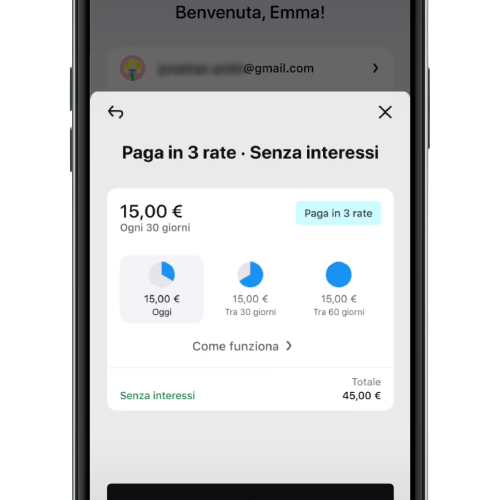 Benvenuta, Emma!
@gmail.com
Paga in 3 rate · Senza interessi
15,00 €
Ogni 30 giorni
Paga in 3 rate
15,00 €
Oggi
15,00 €
Tra 30 giorni
15,00 €
Tra 60 giorni
Come funziona
Totale
Senza interessi
45,00 €